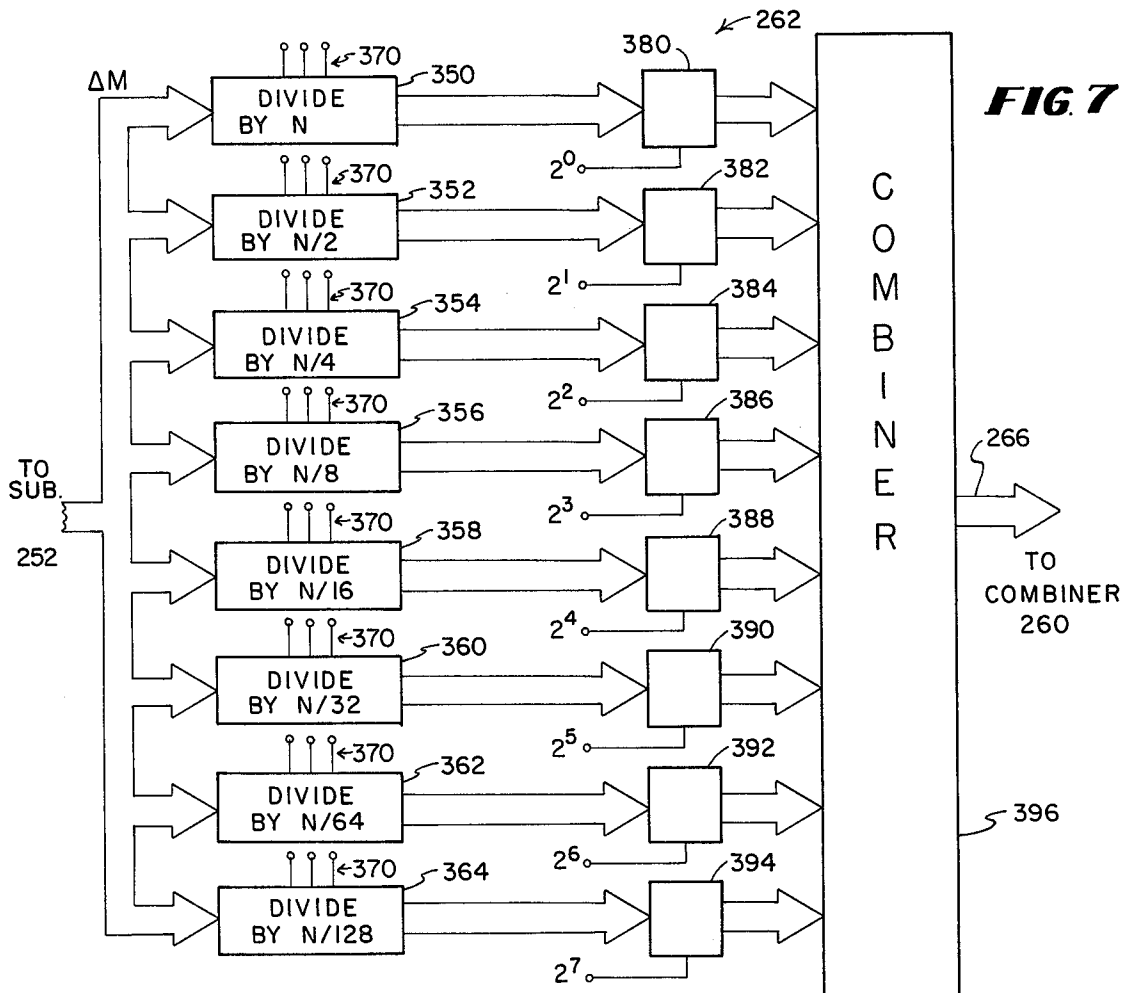 262
380
370
ΔM
350
FIG. 7
DIVIDE
BY N
2⁰
370
382
352
DIVIDE
BY N/2
2¹
370
384
354
DIVIDE
BY N/4
2²
370
386
356
DIVIDE
BY N/8
2³
TO
SUB.
252
370
388
358
DIVIDE
BY N/16
2⁴
370
390
360
DIVIDE
BY N/32
2⁵
370
392
362
DIVIDE
BY N/64
2⁶
370
394
364
DIVIDE
BY N/128
2⁷
COMBINER
266
TO
COMBINER
260
396